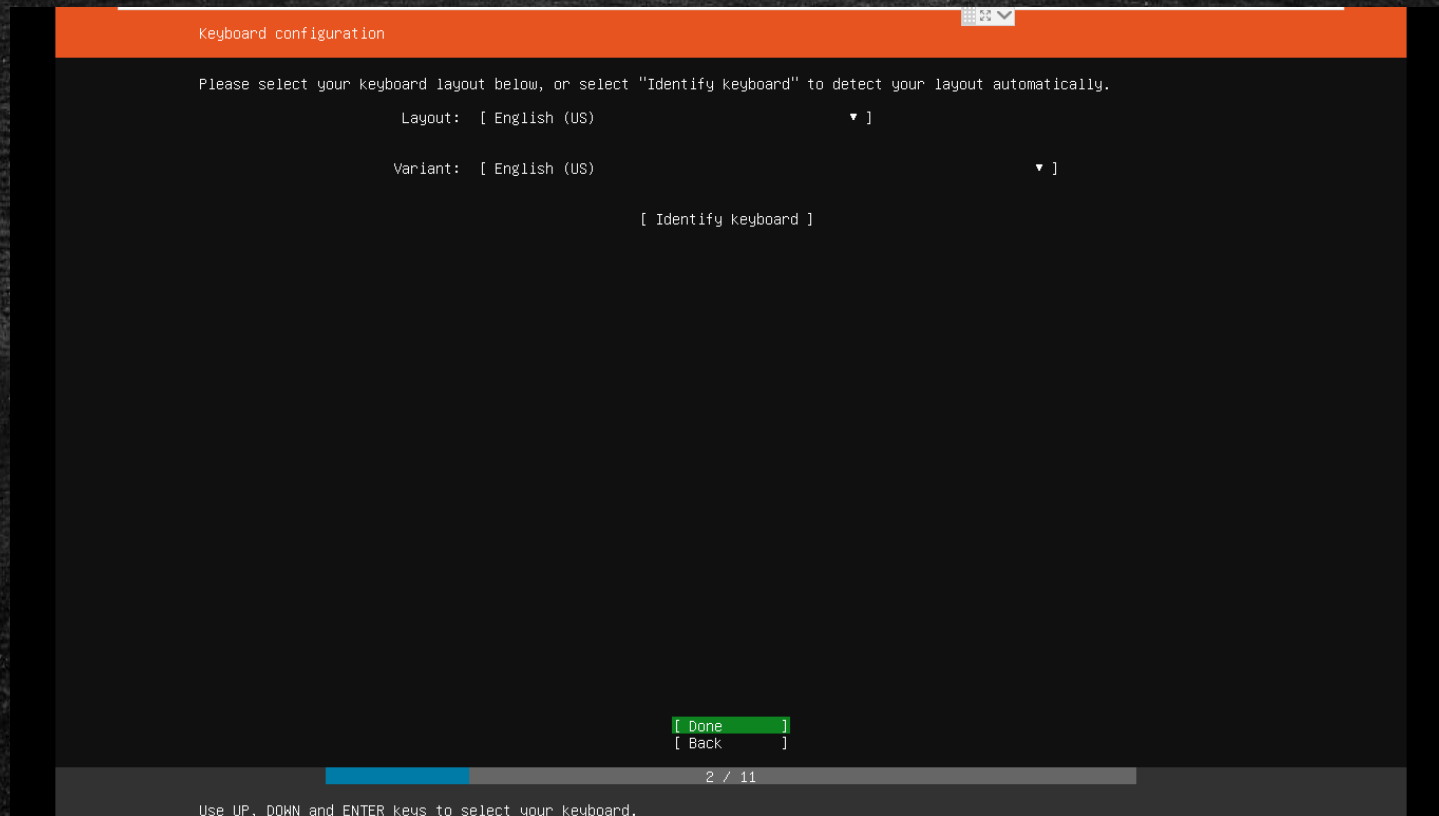 Keyboard configuration
Please select your keyboard layout below, or select "Identify keyboard" to detect your layout automatically.
Layout: [ English (US) ▾ ]
Variant: [ English (US) ▾ ]
[ Identify keyboard ]
[ Done ]
[ Back ]
2 / 11
Use UP, DOWN and ENTER keys to select your keyboard.